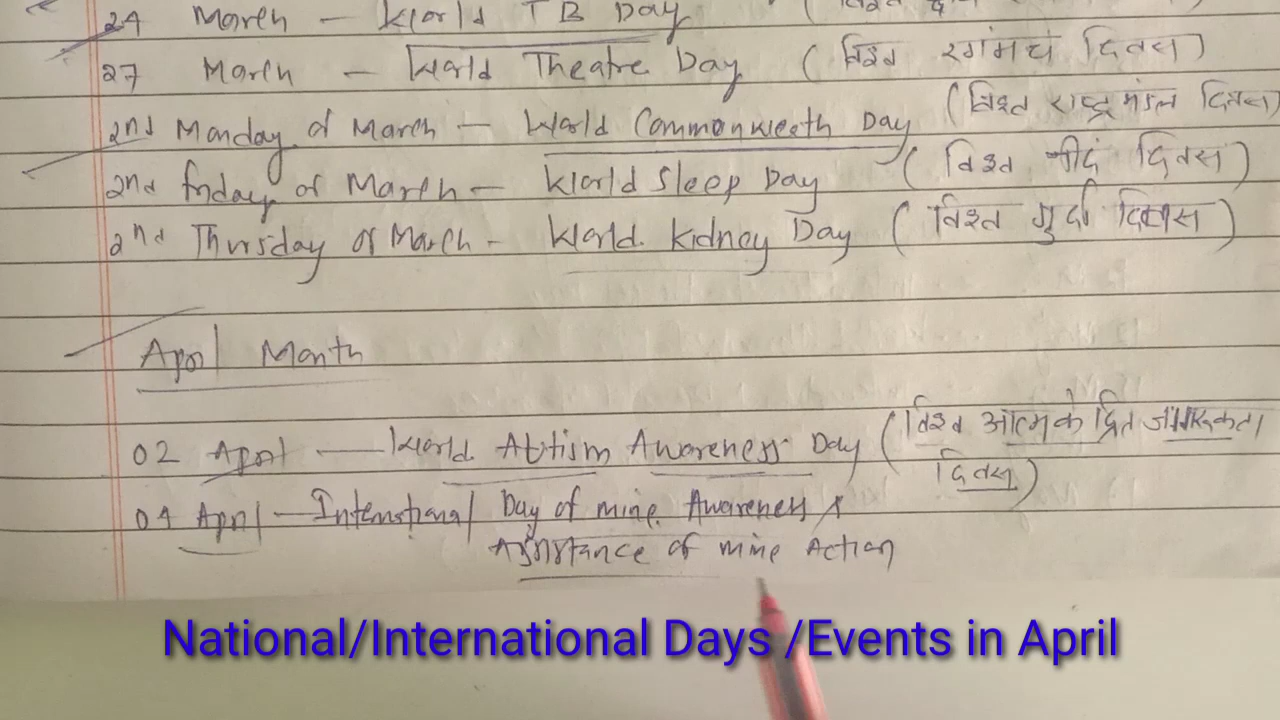 24 March - World TB Day (विश्व
27 March - World Theatre Day (विश्व रगंमचं दिवस)
2nd Monday of March - World Commonweeth Day (विश्व राष्ट्र मंडल दिवस)
2nd friday of March - World Sleep Day (विश्व नीदं दिवस)
2nd Thursday of March - World Kidney Day (विश्व गुर्दा दिवस)
April Month
02 April - World Autism Awareness Day (विश्व आत्मकेद्रित जागरूकता
दिवस)
04 April - International Day of mine Awareness &
Assistance of mine Action
National/International Days /Events in April